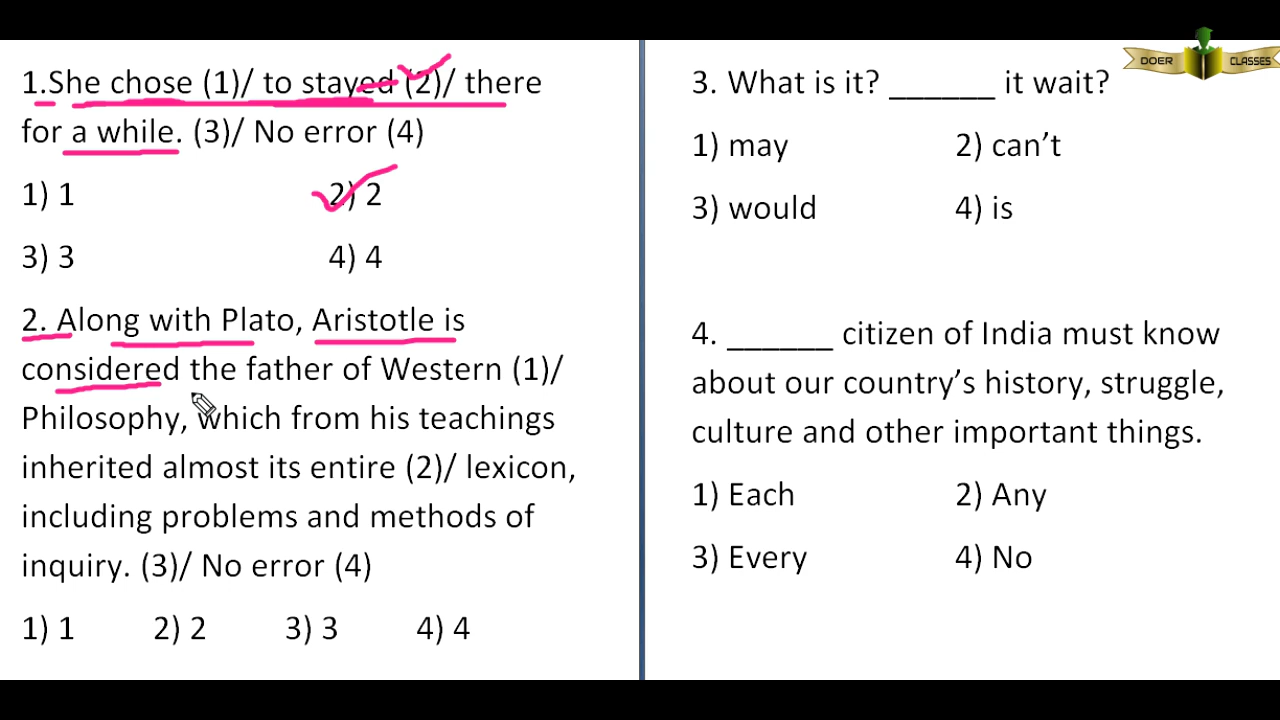 1.She chose (1)/ to stayed (2)/ there
for a while. (3)/ No error (4)
1) 1 2) 2
3) 3 4) 4
2. Along with Plato, Aristotle is
considered the father of Western (1)/
Philosophy, which from his teachings
inherited almost its entire (2)/ lexicon,
including problems and methods of
inquiry. (3)/ No error (4)
1) 1 2) 2 3) 3 4) 4
DOER CLASSES
3. What is it? ______ it wait?
1) may 2) can’t
3) would 4) is
4. ______ citizen of India must know
about our country’s history, struggle,
culture and other important things.
1) Each 2) Any
3) Every 4) No